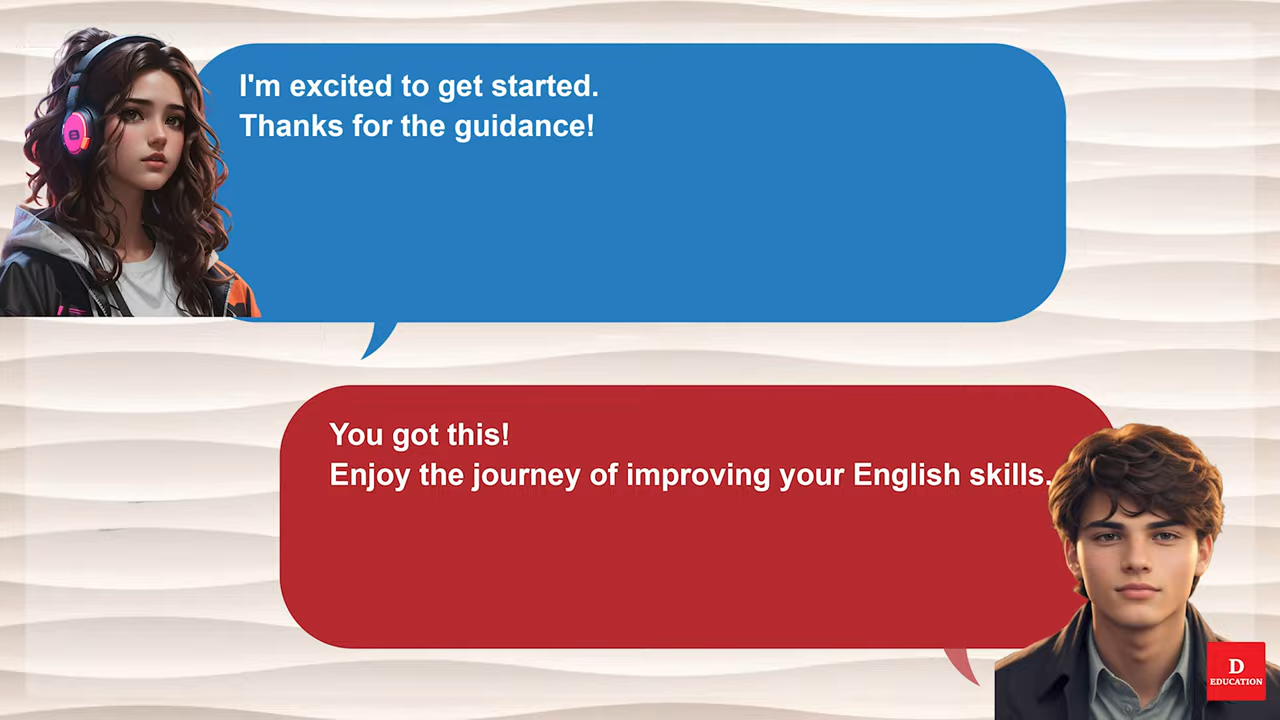 I'm excited to get started.
Thanks for the guidance!
You got this!
Enjoy the journey of improving your English skills.
D
EDUCATION